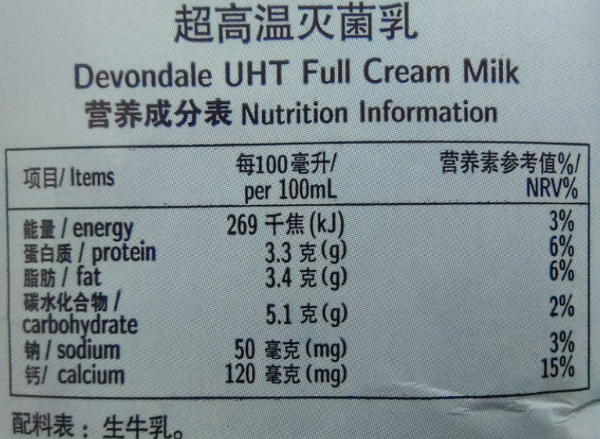 超高温灭菌乳
Devondale UHT Full Cream Milk
营养成分表 Nutrition Information
项目/ Items 每100毫升/ per 100mL 营养素参考值%/ NRV%
能量 / energy 269 千焦 (kJ) 3%
蛋白质 / protein 3.3 克 (g) 6%
脂肪 / fat 3.4 克 (g) 6%
碳水化合物 / carbohydrate 5.1 克 (g) 2%
钠 / sodium 50 毫克 (mg) 3%
钙/ calcium 120 毫克 (mg) 15%
配料表：生牛乳。